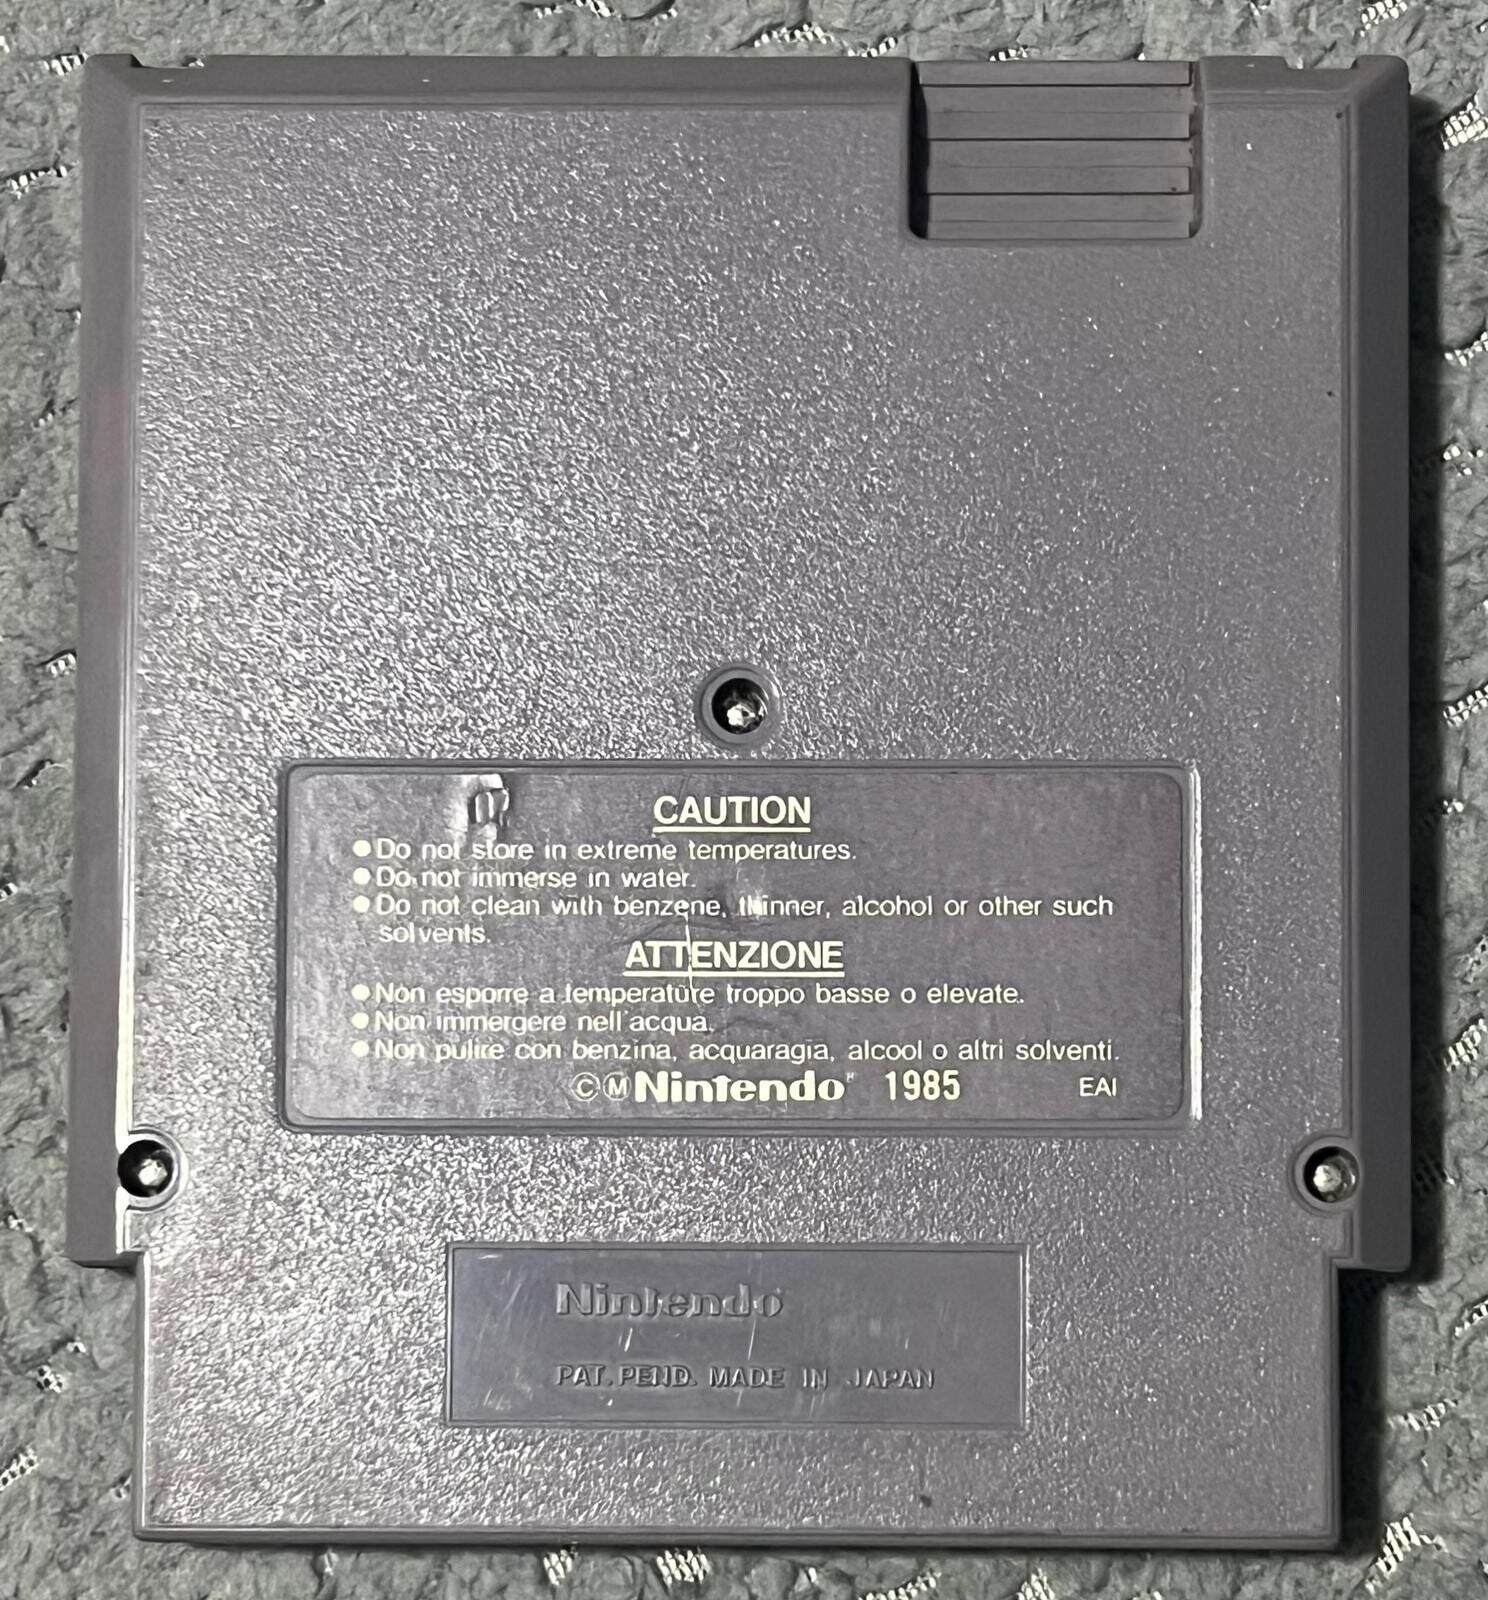 CAUTION
●Do not store in extreme temperatures.
●Do not immerse in water.
●Do not clean with benzene, thinner, alcohol or other such
solvents.
ATTENZIONE
●Non esporre a temperature troppo basse o elevate.
●Non immergere nell'acqua.
●Non pulire con benzina, acquaragia, alcool o altri solventi.
©ⓂNintendo® 1985 EAI
Nintendo
PAT. PEND. MADE IN JAPAN